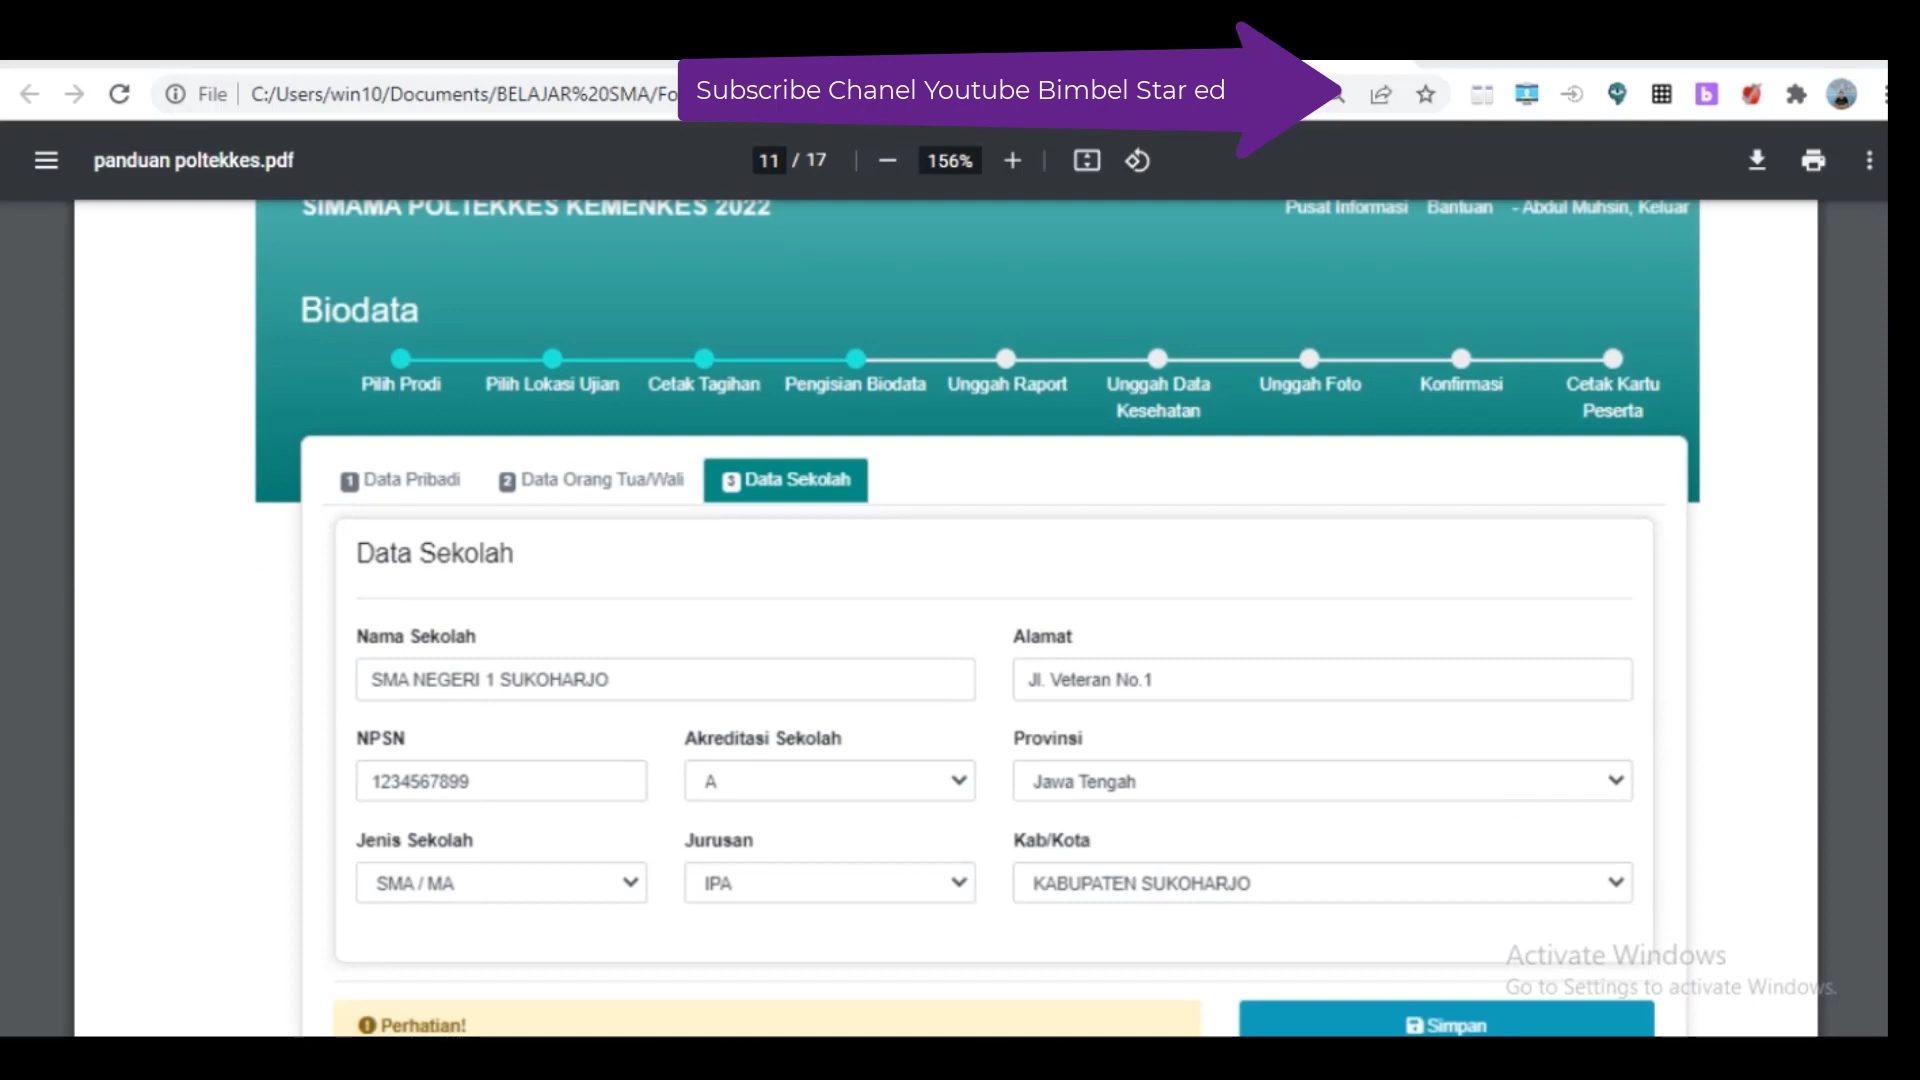 Subscribe Chanel Youtube Bimbel Star ed
File C:/Users/win10/Documents/BELAJAR%20SMA/Fo
panduan poltekkes.pdf 11 / 17 — 156% +
SIMAMA POLTEKKES KEMENKES 2022 Pusat Informasi Bantuan - Abdul Muhsin, Keluar
Biodata
Pilih Prodi Pilih Lokasi Ujian Cetak Tagihan Pengisian Biodata Unggah Raport Unggah Data Kesehatan Unggah Foto Konfirmasi Cetak Kartu Peserta
1 Data Pribadi 2 Data Orang Tua/Wali 3 Data Sekolah
Data Sekolah
Nama Sekolah Alamat
SMA NEGERI 1 SUKOHARJO Jl. Veteran No.1
NPSN Akreditasi Sekolah Provinsi
1234567899 A Jawa Tengah
Jenis Sekolah Jurusan Kab/Kota
SMA / MA IPA KABUPATEN SUKOHARJO
Activate Windows
Go to Settings to activate Windows.
Perhatian! Simpan